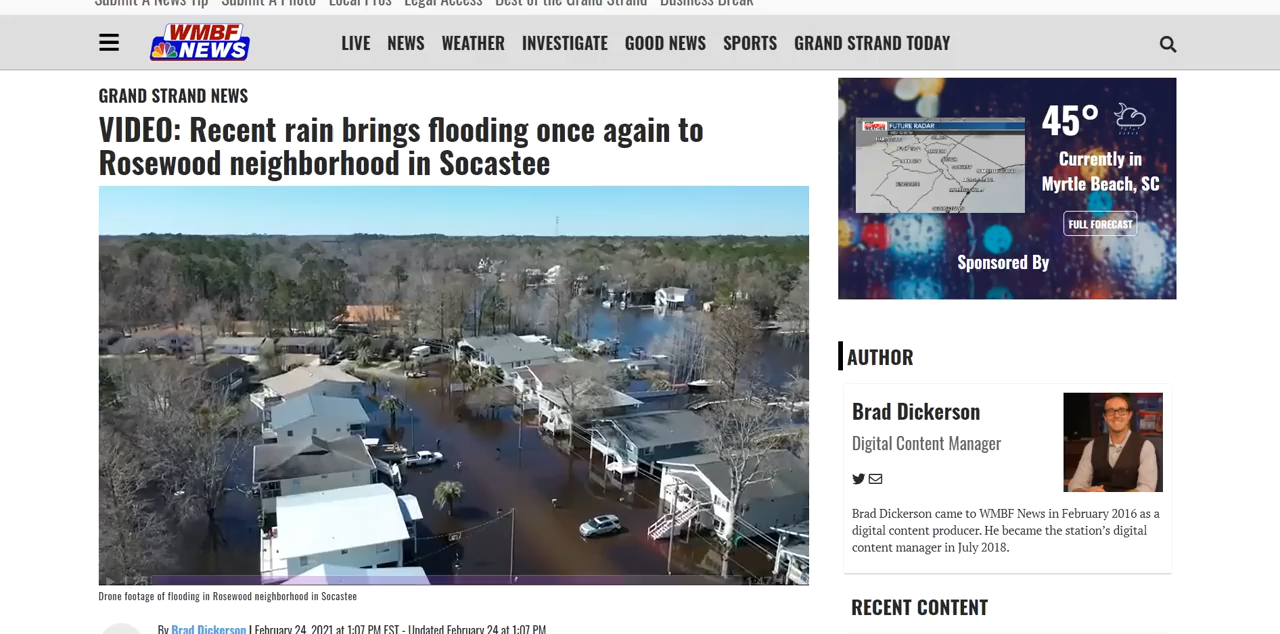 Submit A News Tip Submit A Photo Local Pros Legal Access Best of the Grand Strand Business Break
WMBF
NEWS
LIVE NEWS WEATHER INVESTIGATE GOOD NEWS SPORTS GRAND STRAND TODAY
GRAND STRAND NEWS
VIDEO: Recent rain brings flooding once again to
Rosewood neighborhood in Socastee
Drone footage of flooding in Rosewood neighborhood in Socastee
By Brad Dickerson | February 24, 2021 at 1:07 PM EST - Updated February 24 at 1:07 PM
FUTURE RADAR
45°
Currently in
Myrtle Beach, SC
FULL FORECAST
Sponsored By
AUTHOR
Brad Dickerson
Digital Content Manager
Brad Dickerson came to WMBF News in February 2016 as a
digital content producer. He became the station's digital
content manager in July 2018.
RECENT CONTENT